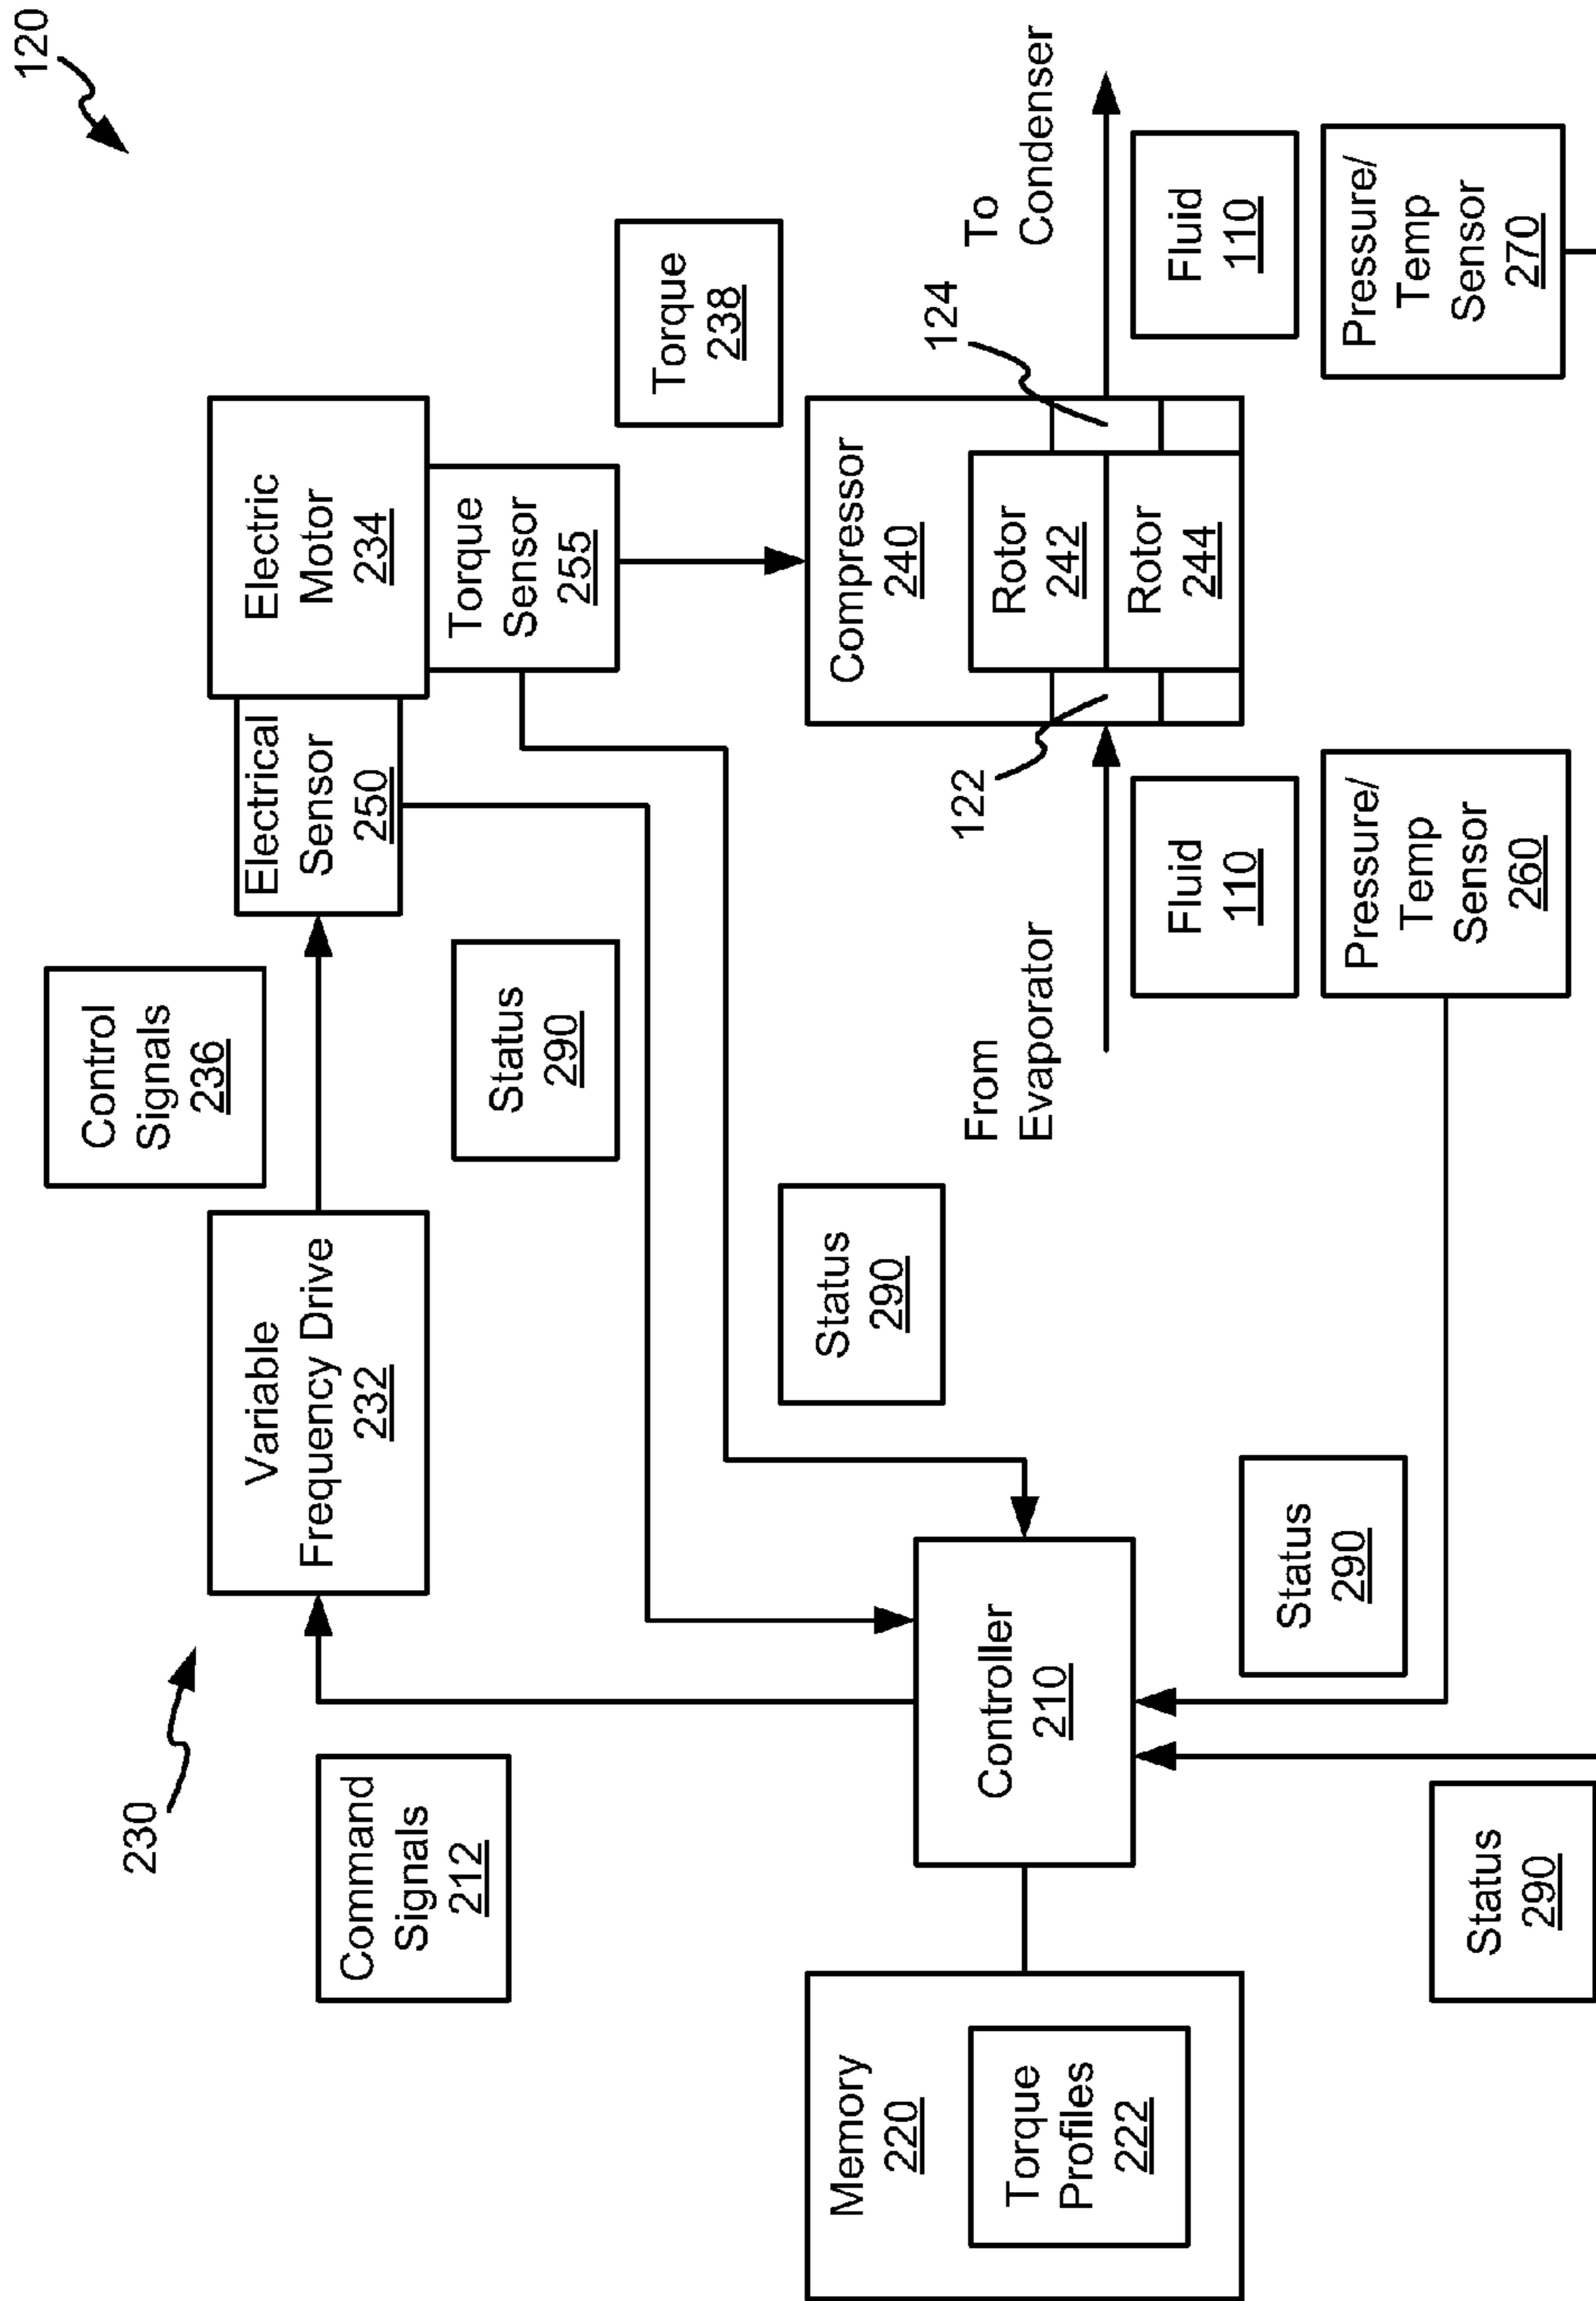 120
230
Control
Signals
236
Variable
Frequency Drive
232
Electrical
Sensor
250
Electric
Motor
234
Command
Signals
212
Status
290
Torque
Sensor
255
Torque
238
Status
290
Memory
220
Torque
Profiles
222
Controller
210
Compressor
240
Rotor
242
Rotor
244
122
124
From
Evaporator
To
Condenser
Fluid
110
Fluid
110
Status
290
Pressure/
Temp
Sensor
260
Pressure/
Temp
Sensor
270
Status
290